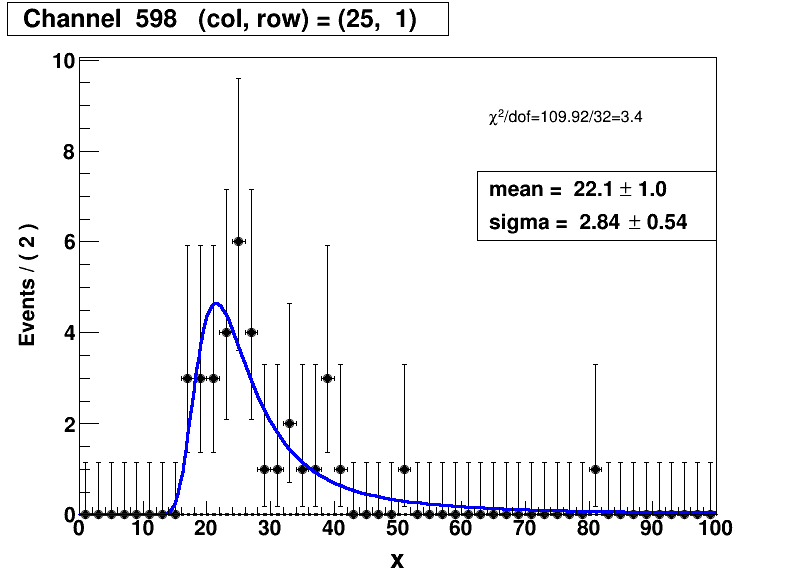 Channel  598   (col, row) = (25,  1)
10
χ²/dof=109.92/32=3.4
8
mean =  22.1 ± 1.0
sigma =  2.84 ± 0.54
6
Events / ( 2 )
4
2
0
0 10 20 30 40 50 60 70 80 90 100
x